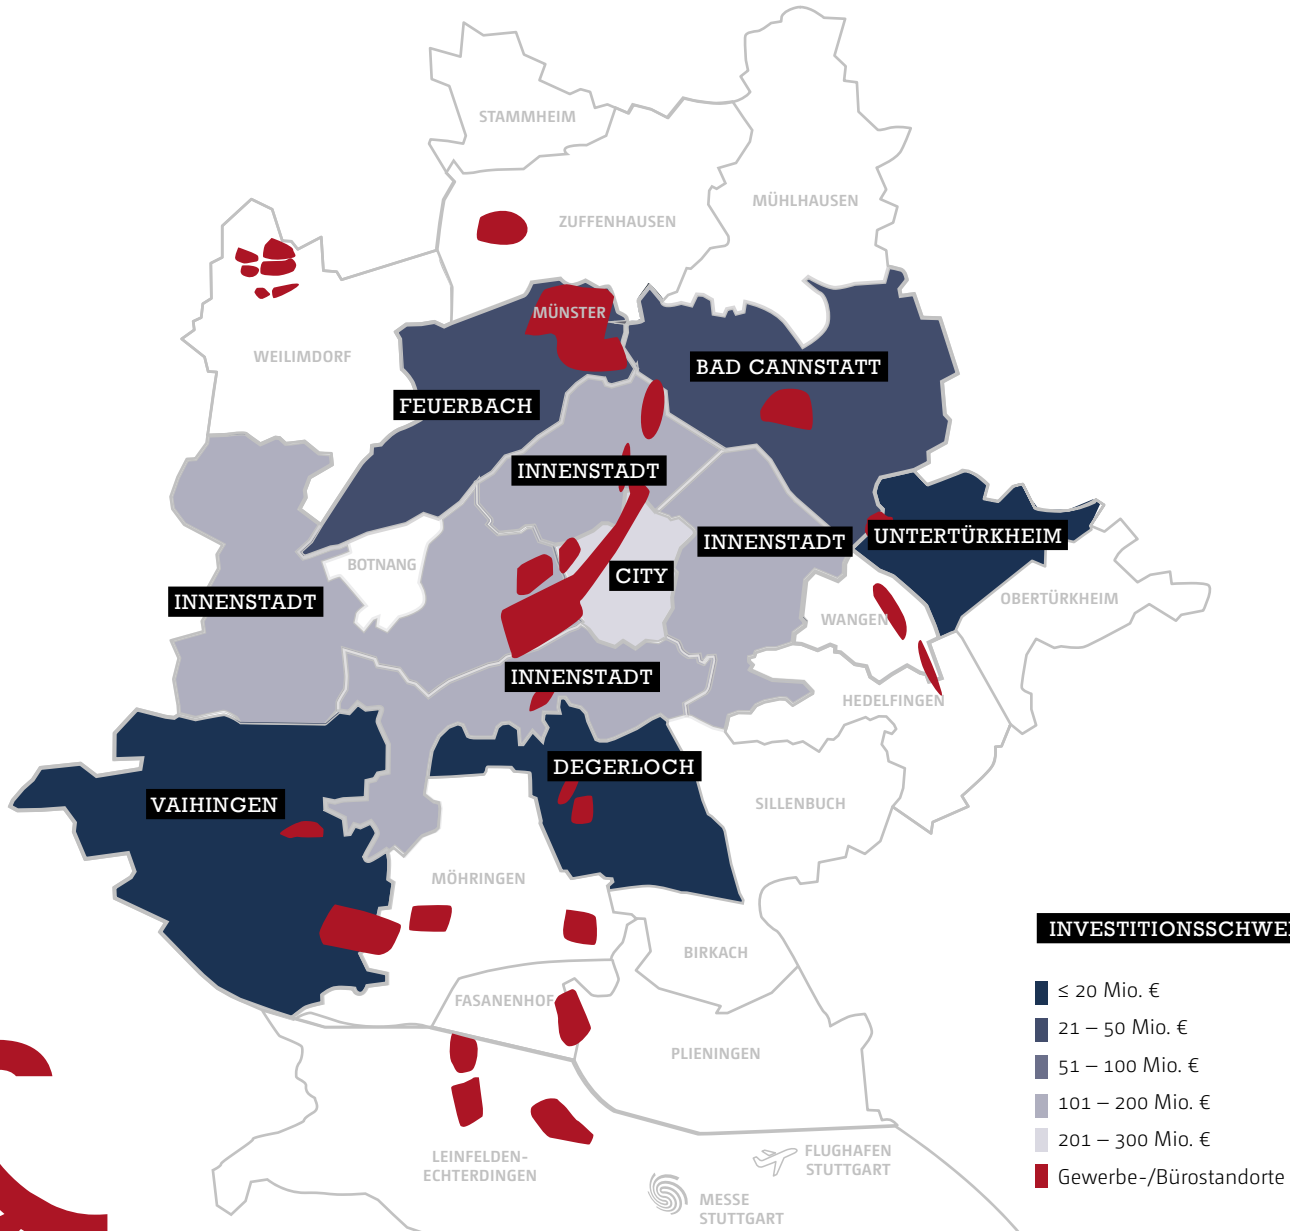 STAMMHEIM
MÜHLHAUSEN
ZUFFENHAUSEN
MÜNSTER
WEILIMDORF
BAD CANNSTATT
FEUERBACH
INNENSTADT
UNTERTÜRKHEIM
INNENSTADT
BOTNANG
CITY
OBERTÜRKHEIM
INNENSTADT
WANGEN
INNENSTADT
HEDELFINGEN
DEGERLOCH
VAIHINGEN
SILLENBUCH
MÖHRINGEN
BIRKACH
FASANENHOF
PLIENINGEN
LEINFELDEN-
ECHTERDINGEN
FLUGHAFEN
STUTTGART
MESSE
STUTTGART
INVESTITIONSSCHWE
≤ 20 Mio. €
21 – 50 Mio. €
51 – 100 Mio. €
101 – 200 Mio. €
201 – 300 Mio. €
Gewerbe-/Bürostandorte